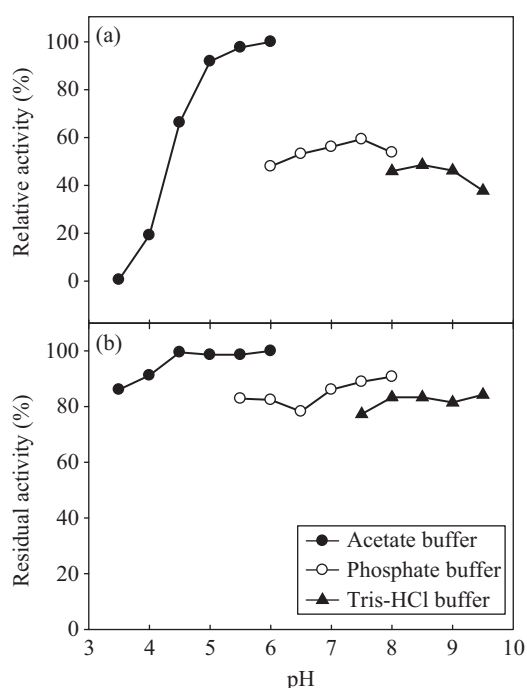 (a)
Relative activity (%)
100
80
60
40
20
0
(b)
Residual activity (%)
100
80
60
40
20
0
Acetate buffer
Phosphate buffer
Tris-HCl buffer
3 4 5 6 7 8 9 10
pH